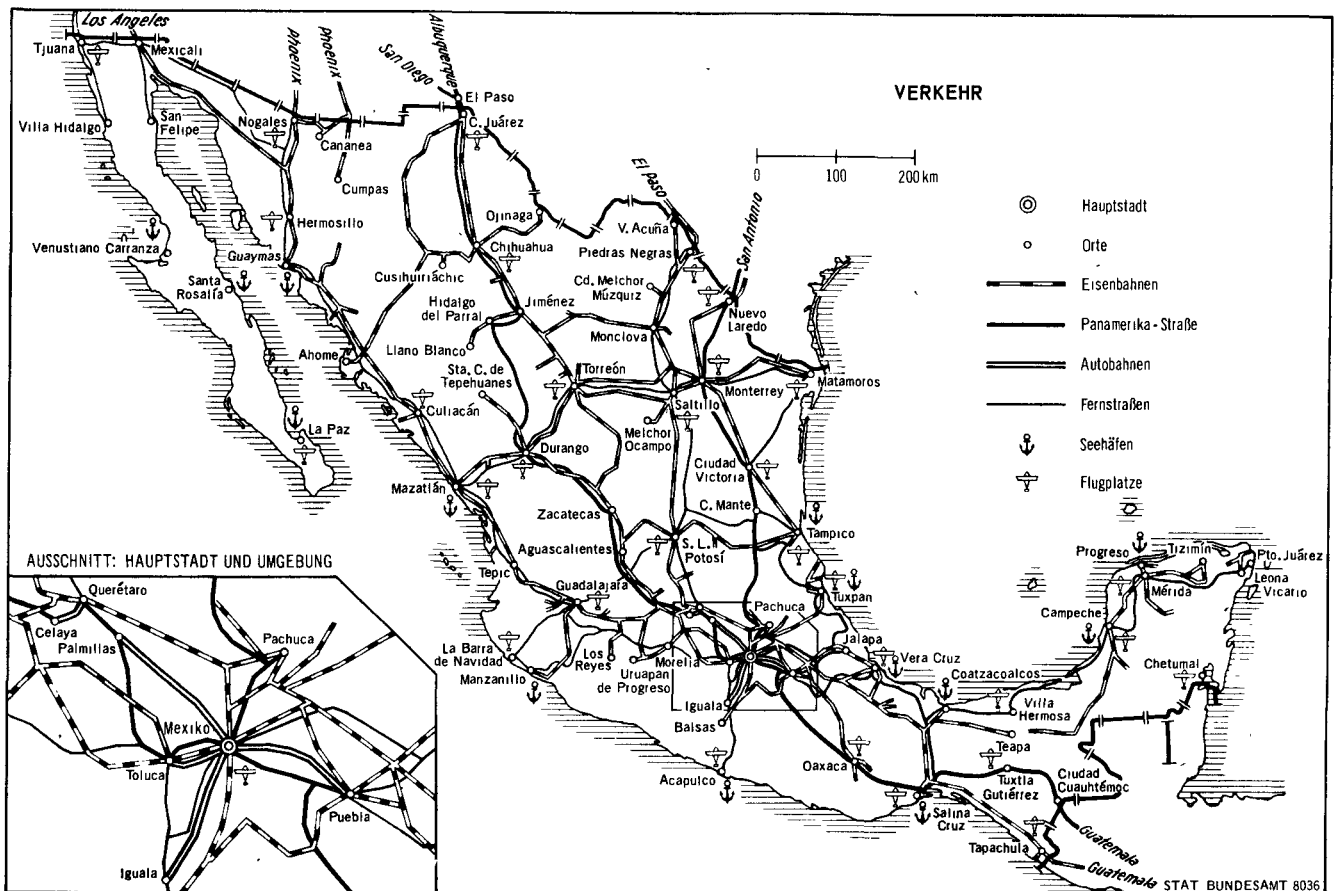 VERKEHR
0 100 200 km
Hauptstadt
Orte
Eisenbahnen
Panamerika-Straße
Autobahnen
Fernstraßen
Seehäfen
Flugplatze
Los Angeles
Phoenix
Phoenix
San Diego
Albuquerque
El Paso
San Antonio
Tjuana
Mexicali
Villa Hidalgo
San
Felipe
Nogales
Cananea
Cumpas
El Paso
C. Juárez
Hermosillo
Ojinaga
V. Acuña
Venustiano Carranza
Guaymas
Chihuahua
Piedras Negras
Santa
Rosalía
Cusihuiriáchic
Cd. Melchor
Múzquiz
Hidalgo
del Parral
Jiménez
Nuevo
Laredo
Monclova
Llano Blanco
Ahome
Sta. C. de
Tepehuanes
Torreón
Monterrey
Matamoros
Culiacán
Saltillo
La Paz
Melchor
Ocampo
Durango
Ciudad
Victoria
Mazatlán
Zacatecas
C. Mante
Tampico
Aguascalientes
S. L.
Potosí
Tepic
Guadalajara
Tuxpan
Pachuca
La Barra
de Navidad
Los
Reyes
Morelia
Jalapa
Vera Cruz
Manzanillo
Uruapan
de Progreso
Coatzacoalcos
Iguala
Balsas
Villa
Hermosa
Teapa
Acapulco
Oaxaca
Tuxtla
Gutiérrez
Ciudad
Cuauhtémoc
Salina
Cruz
Tapachula
Guatemala
Guatemala
Progreso
Tizimín
Pto. Juárez
Mérida
Leona
Vicario
Campeche
Chetumal
AUSSCHNITT: HAUPTSTADT UND UMGEBUNG
Querétaro
Celaya
Palmillas
Pachuca
Mexiko
Toluca
Puebla
Iguala
STAT BUNDESAMT 8036